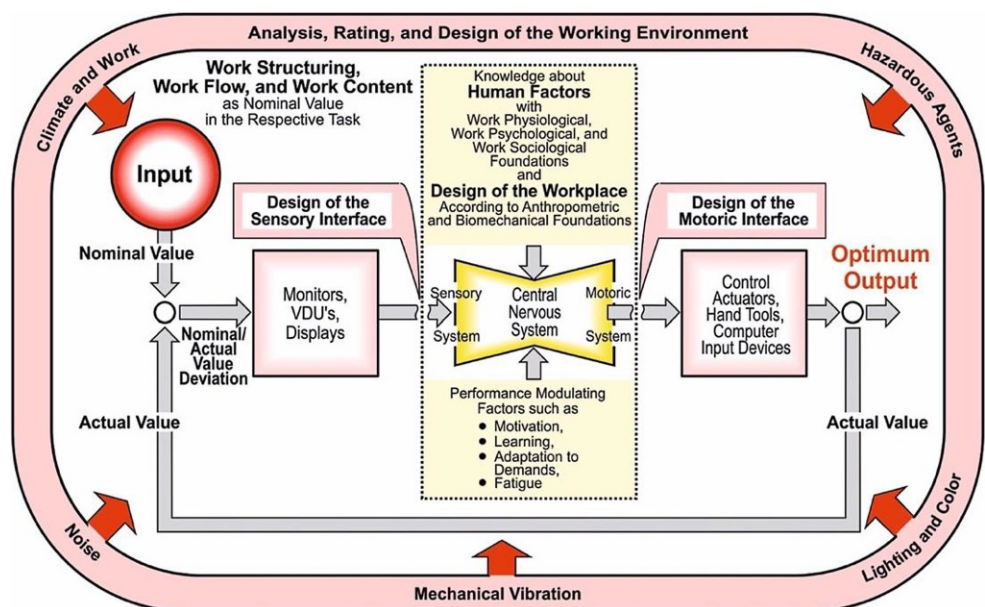 Analysis, Rating, and Design of the Working Environment
Climate and Work
Hazardous Agents
Work Structuring,
Work Flow, and Work Content
as Nominal Value
in the Respective Task
Input
Knowledge about
Human Factors
with
Work Physiological,
Work Psychological, and
Work Sociological
Foundations
and
Design of the Workplace
According to Anthropometric
and Biomechanical Foundations
Design of the
Sensory Interface
Design of the
Motoric Interface
Nominal Value
Optimum
Output
Nominal/
Actual
Value
Deviation
Monitors,
VDU's,
Displays
Sensory
System
Central
Nervous
System
Motoric
System
Control
Actuators,
Hand Tools,
Computer
Input Devices
Actual Value
Actual Value
Performance Modulating
Factors such as
● Motivation,
● Learning,
● Adaptation to
Demands,
● Fatigue
Noise
Mechanical Vibration
Lighting and Color